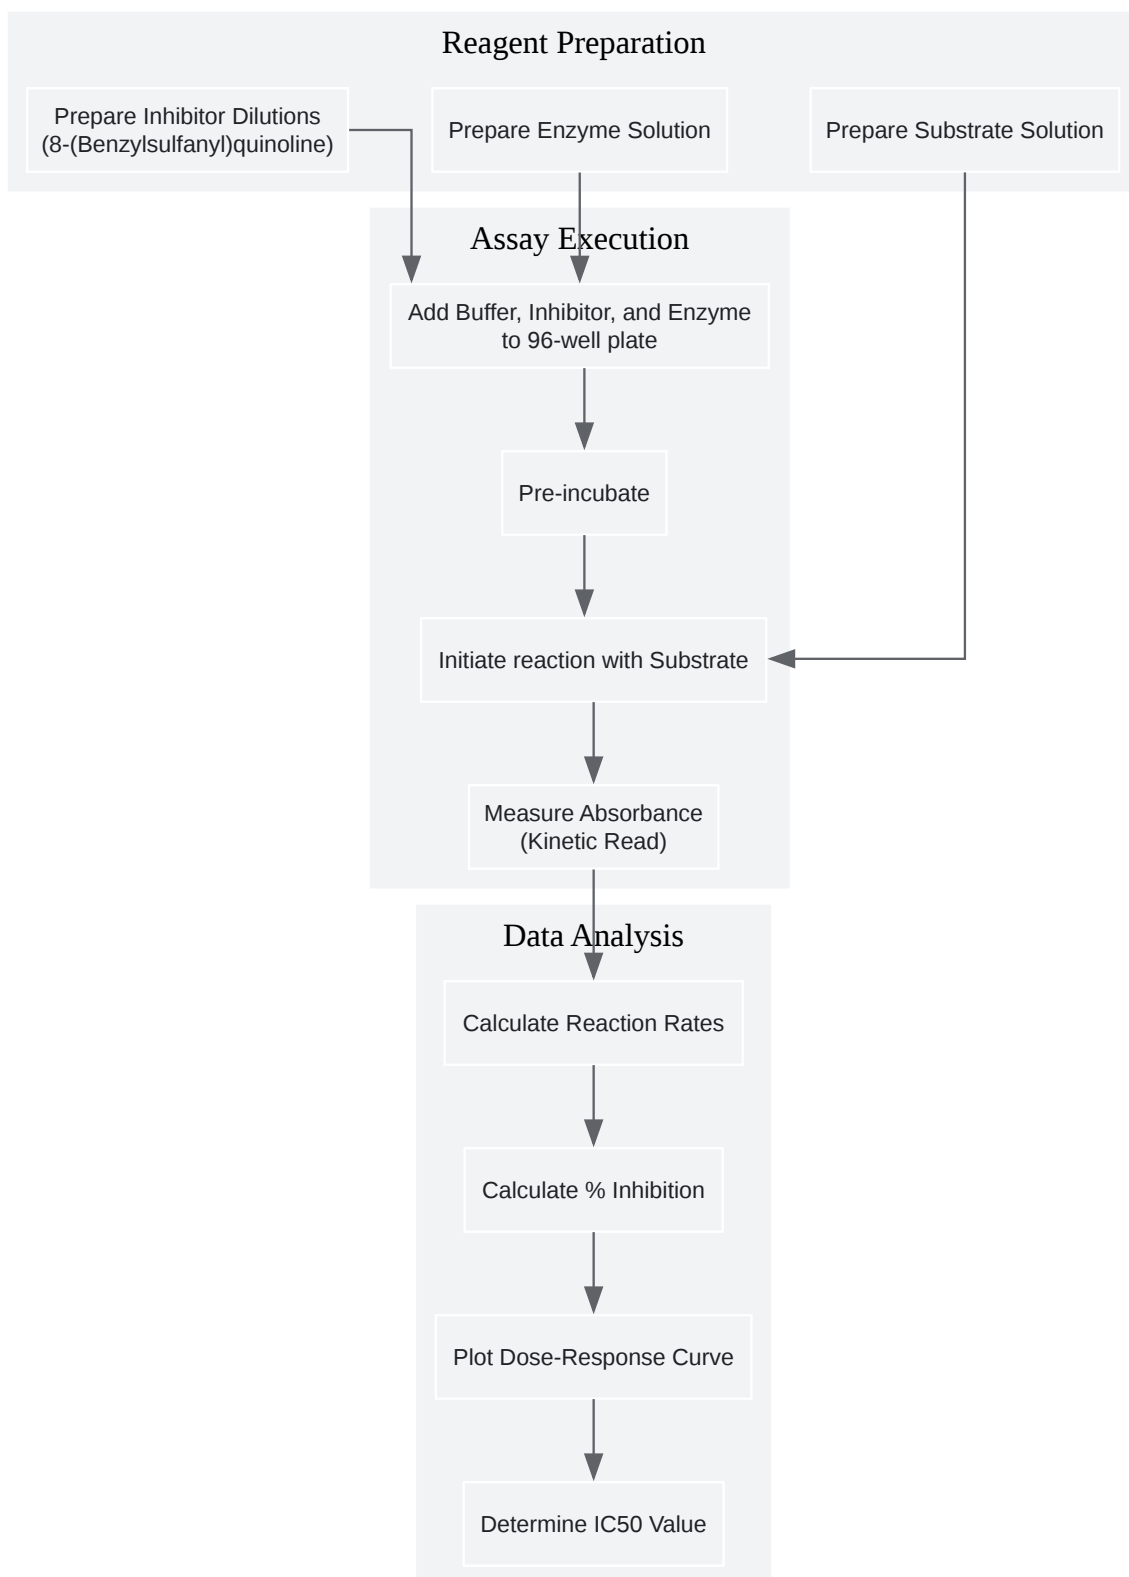 Reagent Preparation
Prepare Inhibitor Dilutions
(8-(Benzylsulfanyl)quinoline)
Prepare Enzyme Solution
Prepare Substrate Solution
Assay Execution
Add Buffer, Inhibitor, and Enzyme
to 96-well plate
Pre-incubate
Initiate reaction with Substrate
Measure Absorbance
(Kinetic Read)
Data Analysis
Calculate Reaction Rates
Calculate % Inhibition
Plot Dose-Response Curve
Determine IC50 Value